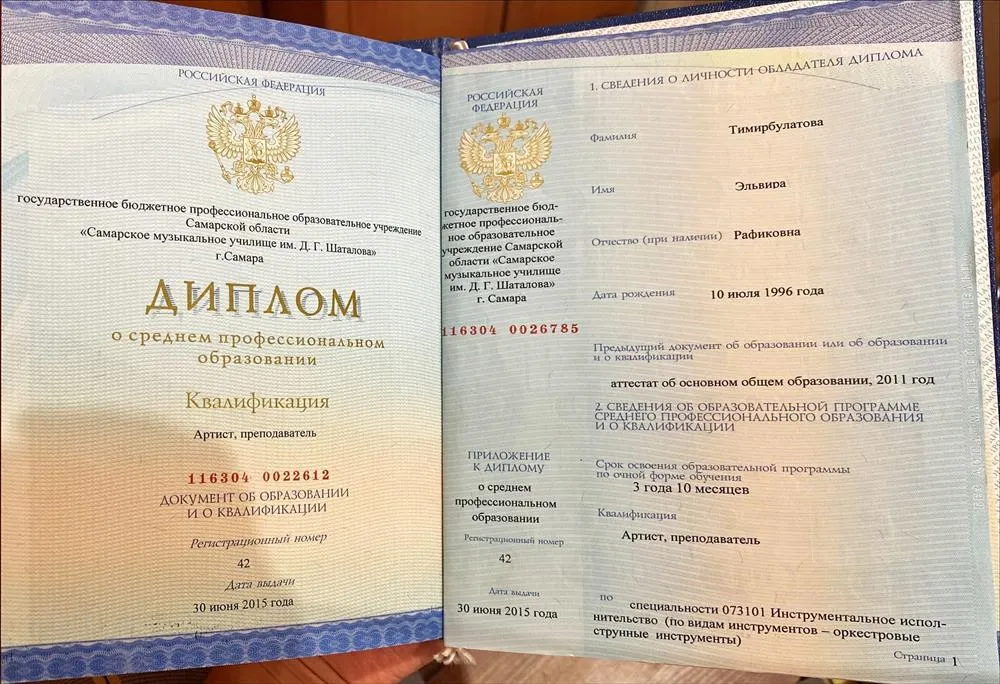 РОССИЙСКАЯ ФЕДЕРАЦИЯ
государственное бюджетное профессиональное образовательное учреждение
Самарской области
«Самарское музыкальное училище им. Д. Г. Шаталова»
г.Самара
ДИПЛОМ
о среднем профессиональном
образовании
Квалификация
Артист, преподаватель
116304 0022612
ДОКУМЕНТ ОБ ОБРАЗОВАНИИ
И О КВАЛИФИКАЦИИ
Регистрационный номер
42
Дата выдачи
30 июня 2015 года
РОССИЙСКАЯ
ФЕДЕРАЦИЯ
государственное бюд-
жетное профессиональ-
ное образовательное
учреждение Самарской
области «Самарское
музыкальное училище
им. Д. Г. Шаталова»
г. Самара
116304 0026785
ПРИЛОЖЕНИЕ
К ДИПЛОМУ
о среднем
профессиональном
образовании
Регистрационный номер
42
Дата выдачи
30 июня 2015 года
1. СВЕДЕНИЯ О ЛИЧНОСТИ ОБЛАДАТЕЛЯ ДИПЛОМА
Фамилия Тимирбулатова
Имя Эльвира
Отчество (при наличии) Рафиковна
Дата рождения 10 июля 1996 года
Предыдущий документ об образовании или об образовании
и о квалификации
аттестат об основном общем образовании, 2011 год
2. СВЕДЕНИЯ ОБ ОБРАЗОВАТЕЛЬНОЙ ПРОГРАММЕ
СРЕДНЕГО ПРОФЕССИОНАЛЬНОГО ОБРАЗОВАНИЯ
И О КВАЛИФИКАЦИИ
Срок освоения образовательной программы
по очной форме обучения
3 года 10 месяцев
Квалификация
Артист, преподаватель
по
специальности 073101 Инструментальное испол-
нительство (по видам инструментов – оркестровые
струнные инструменты)
Страница 1